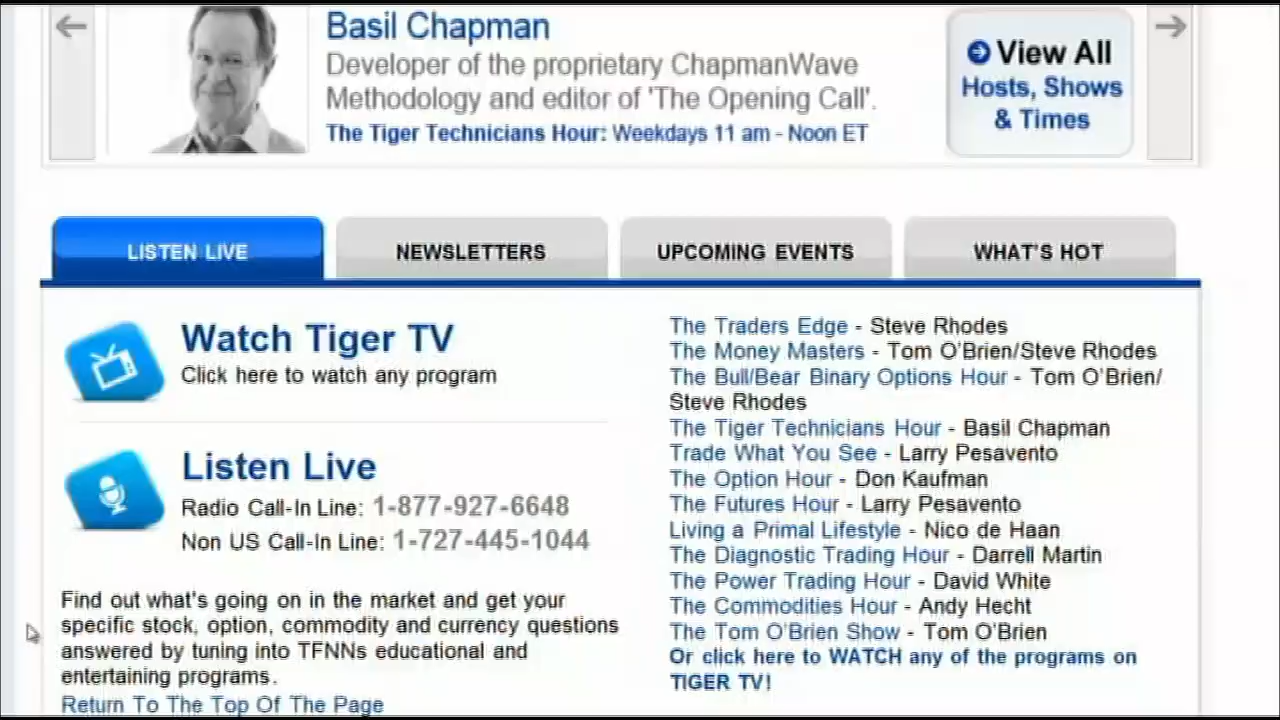 Basil Chapman
Developer of the proprietary ChapmanWave
Methodology and editor of 'The Opening Call'.
The Tiger Technicians Hour: Weekdays 11 am - Noon ET
View All
Hosts, Shows
& Times
LISTEN LIVE
NEWSLETTERS
UPCOMING EVENTS
WHAT'S HOT
Watch Tiger TV
Click here to watch any program
Listen Live
Radio Call-In Line: 1-877-927-6648
Non US Call-In Line: 1-727-445-1044
Find out what's going on in the market and get your
specific stock, option, commodity and currency questions
answered by tuning into TFNNs educational and
entertaining programs.
Return To The Top Of The Page
The Traders Edge - Steve Rhodes
The Money Masters - Tom O'Brien/Steve Rhodes
The Bull/Bear Binary Options Hour - Tom O'Brien/
Steve Rhodes
The Tiger Technicians Hour - Basil Chapman
Trade What You See - Larry Pesavento
The Option Hour - Don Kaufman
The Futures Hour - Larry Pesavento
Living a Primal Lifestyle - Nico de Haan
The Diagnostic Trading Hour - Darrell Martin
The Power Trading Hour - David White
The Commodities Hour - Andy Hecht
The Tom O'Brien Show - Tom O'Brien
Or click here to WATCH any of the programs on
TIGER TV!